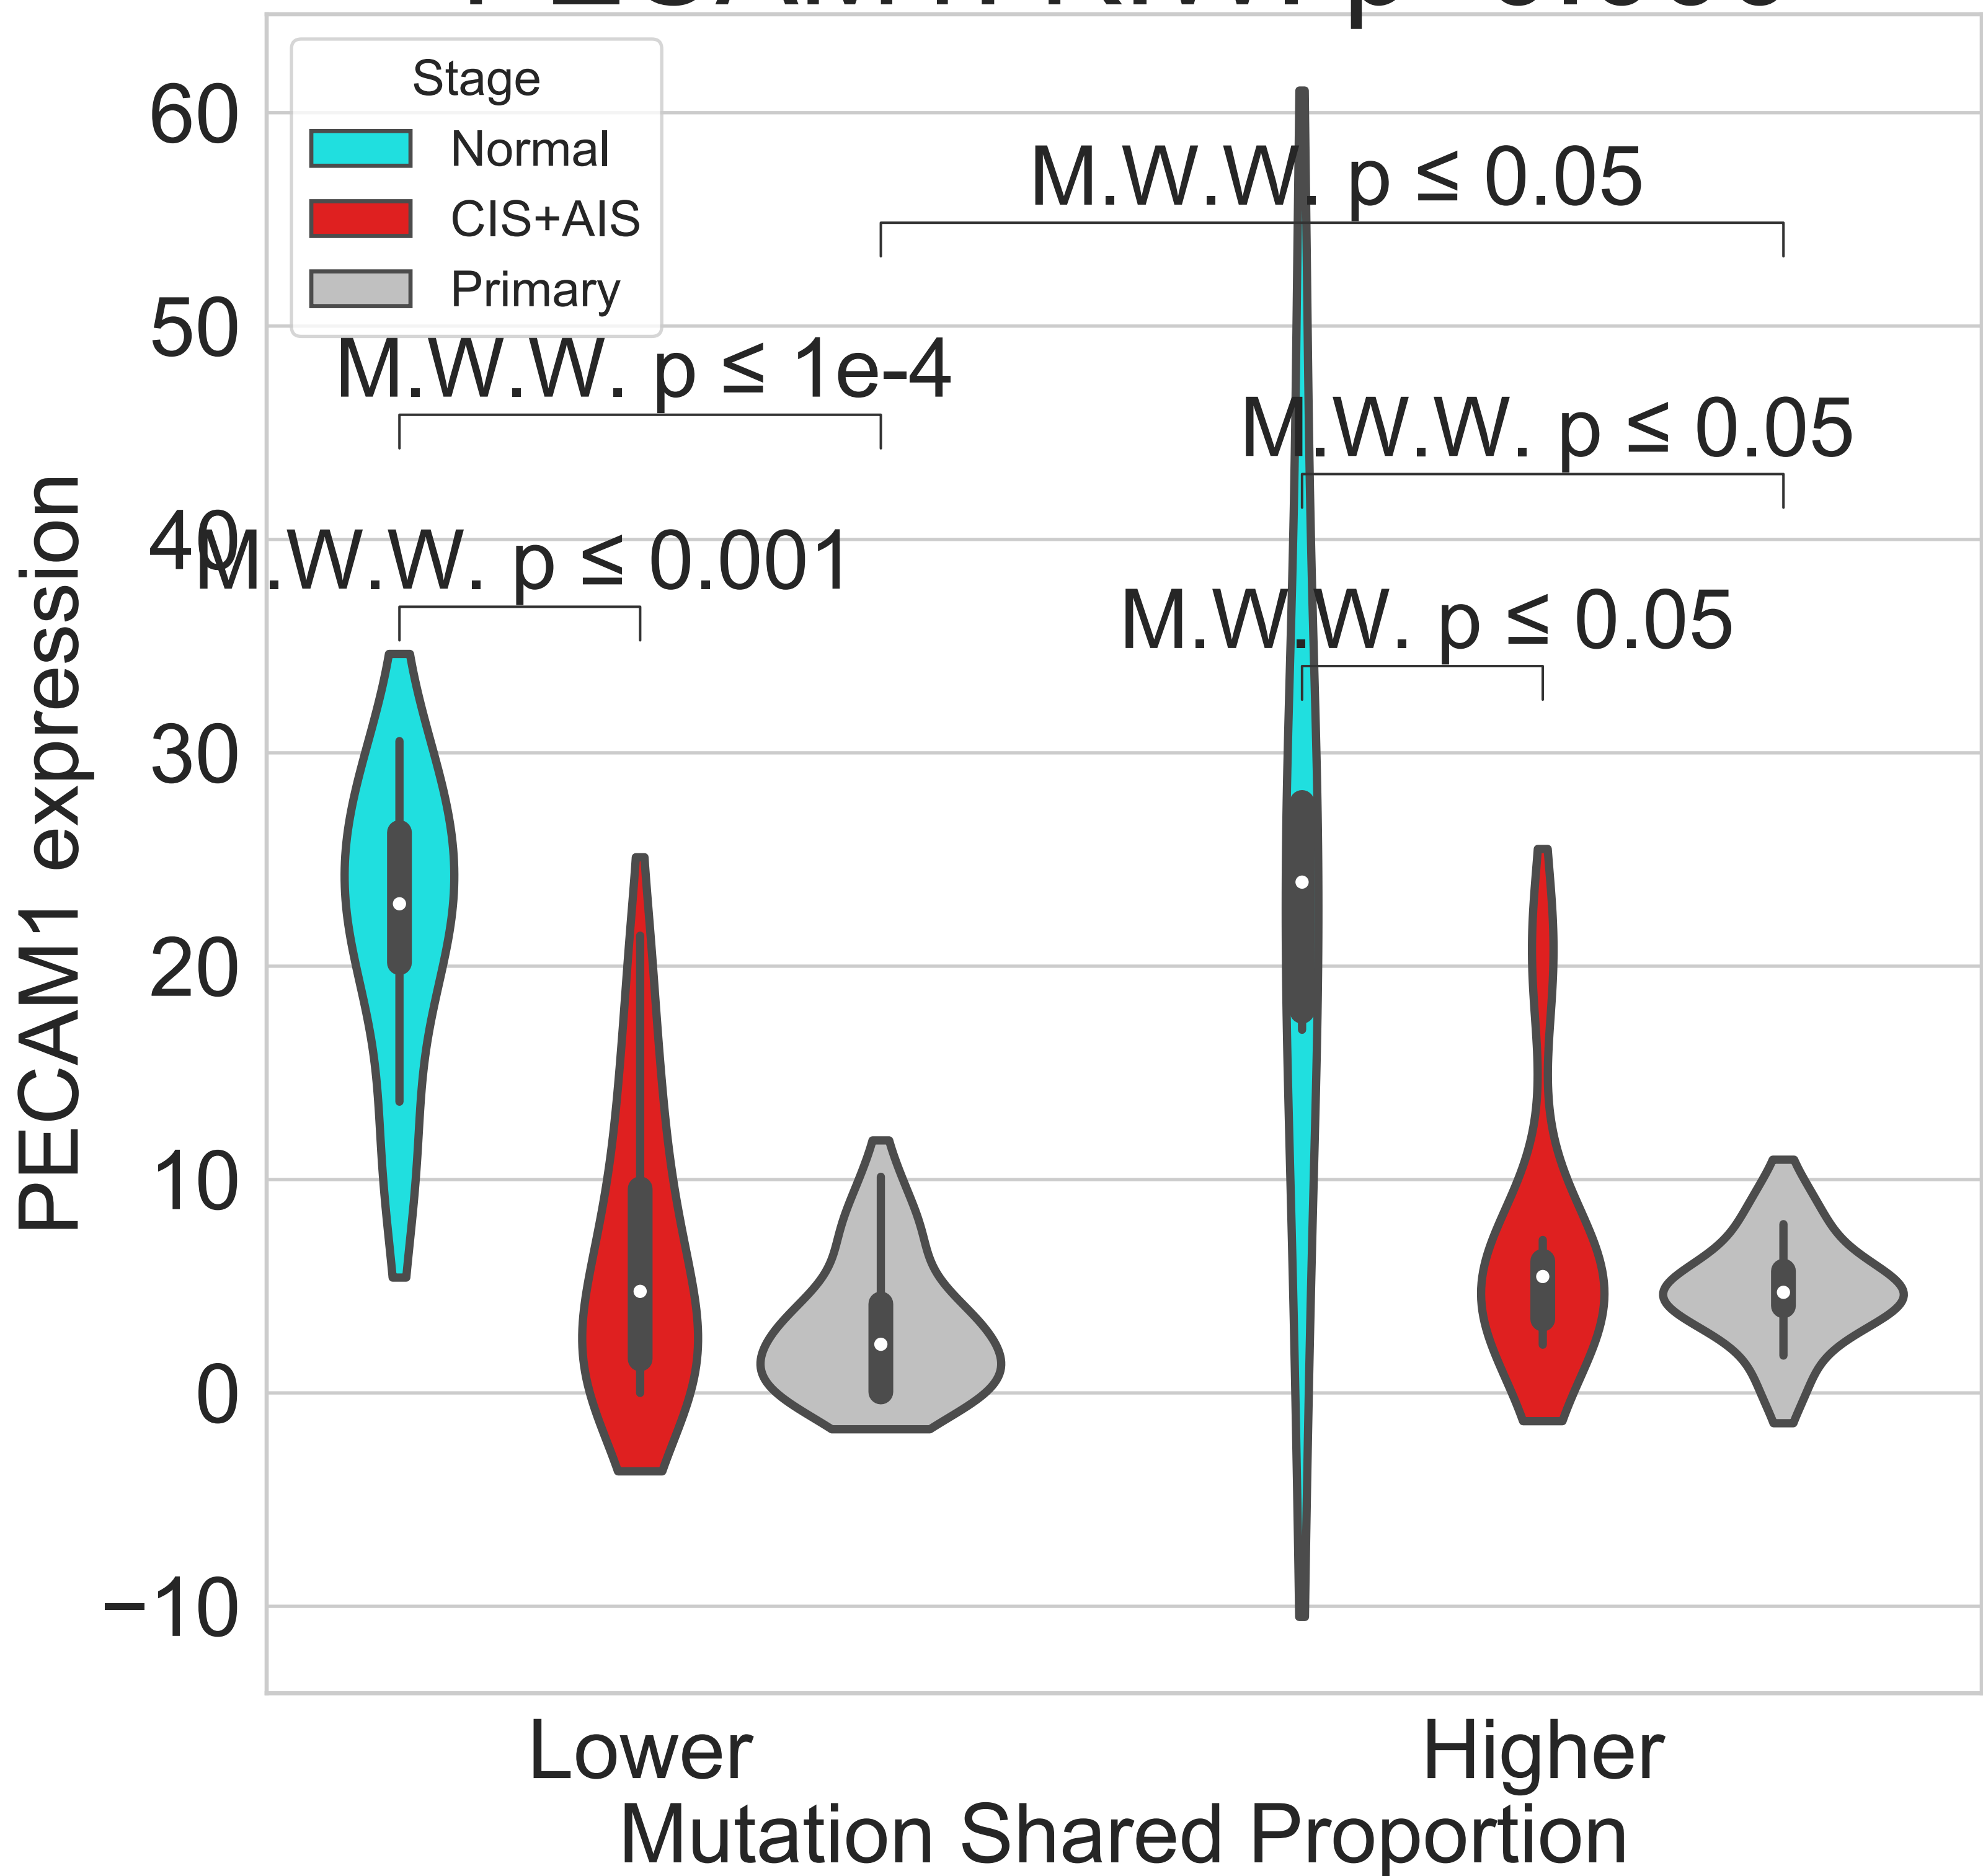 Stage
Normal
CIS+AIS
Primary
60
50
40
30
20
10
0
−10
PECAM1 expression
M.W.W. p ≤ 0.05
M.W.W. p ≤ 1e-4
M.W.W. p ≤ 0.05
M.W.W. p ≤ 0.001
M.W.W. p ≤ 0.05
Lower
Higher
Mutation Shared Proportion